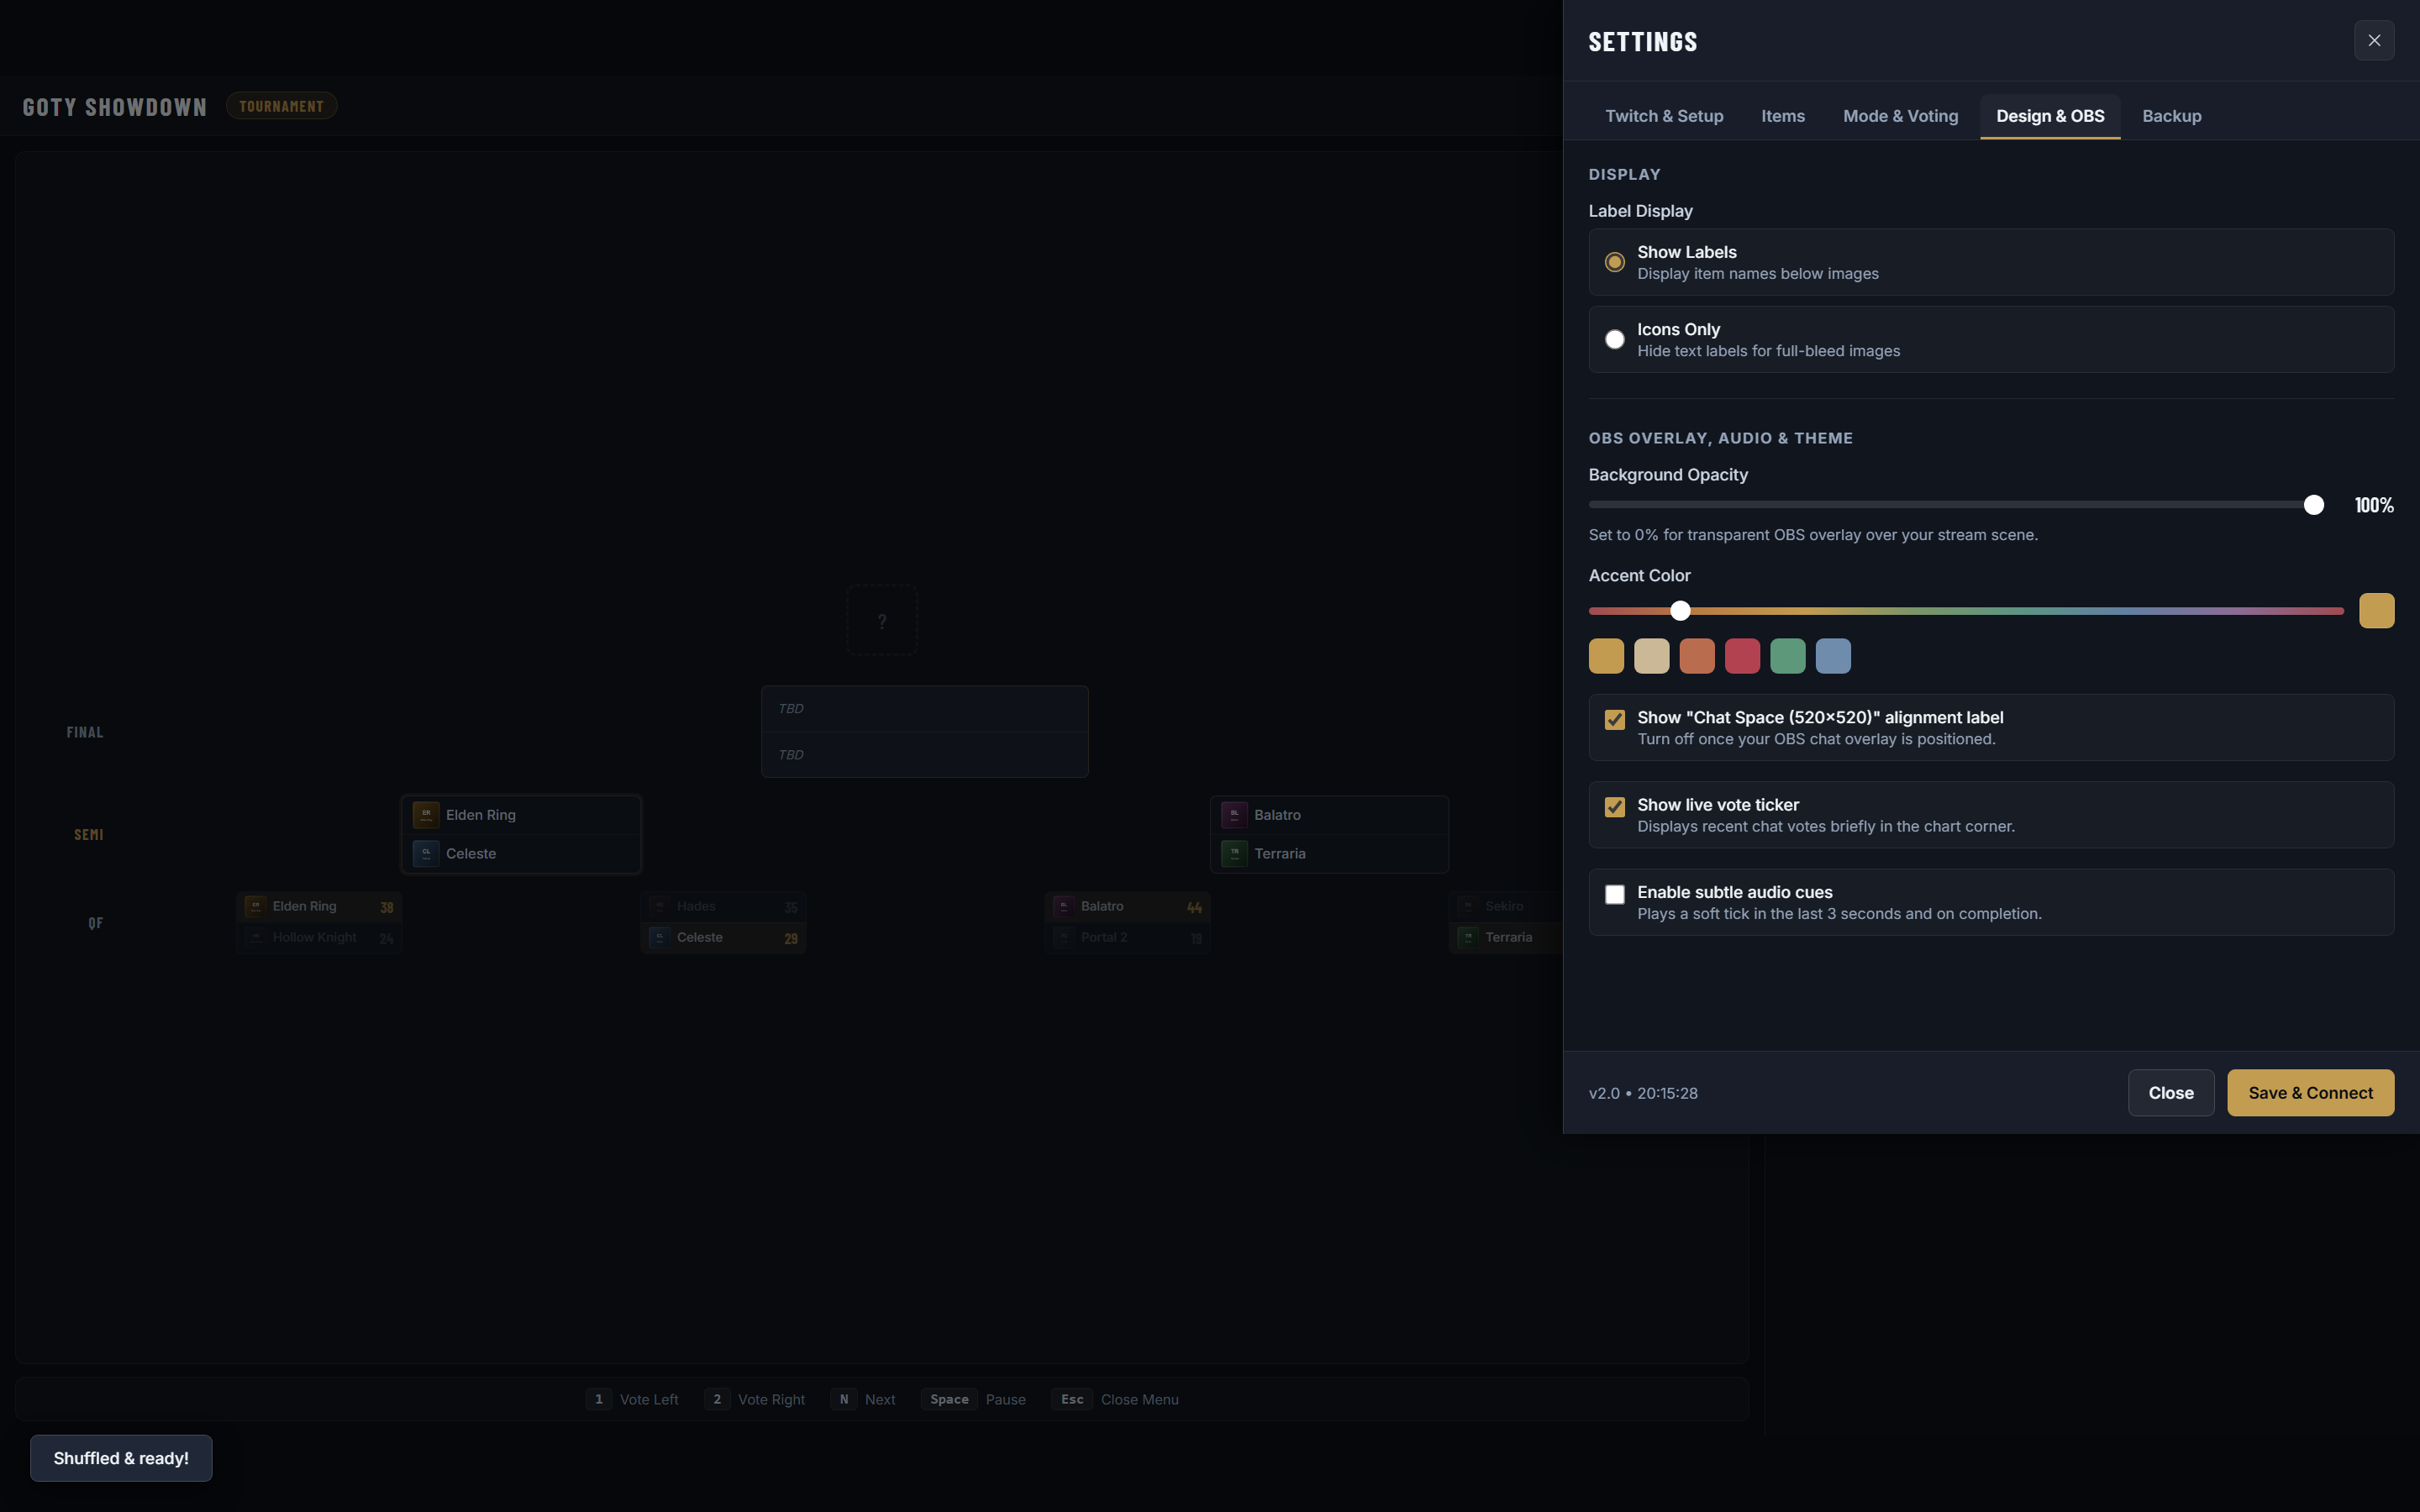 GOTY SHOWDOWN
TOURNAMENT
?
FINAL
TBD
TBD
SEMI
Elden Ring
Celeste
Balatro
Terraria
QF
Elden Ring 38
Hollow Knight 24
Hades
Celeste 29
Balatro 44
Portal 2 19
Sekiro
Terraria
1 Vote Left
2 Vote Right
N Next
Space Pause
Esc Close Menu
Shuffled & ready!
SETTINGS
Twitch & Setup
Items
Mode & Voting
Design & OBS
Backup
DISPLAY
Label Display
Show Labels
Display item names below images
Icons Only
Hide text labels for full-bleed images
OBS OVERLAY, AUDIO & THEME
Background Opacity
100%
Set to 0% for transparent OBS overlay over your stream scene.
Accent Color
Show "Chat Space (520×520)" alignment label
Turn off once your OBS chat overlay is positioned.
Show live vote ticker
Displays recent chat votes briefly in the chart corner.
Enable subtle audio cues
Plays a soft tick in the last 3 seconds and on completion.
v2.0 • 20:15:28
Close
Save & Connect